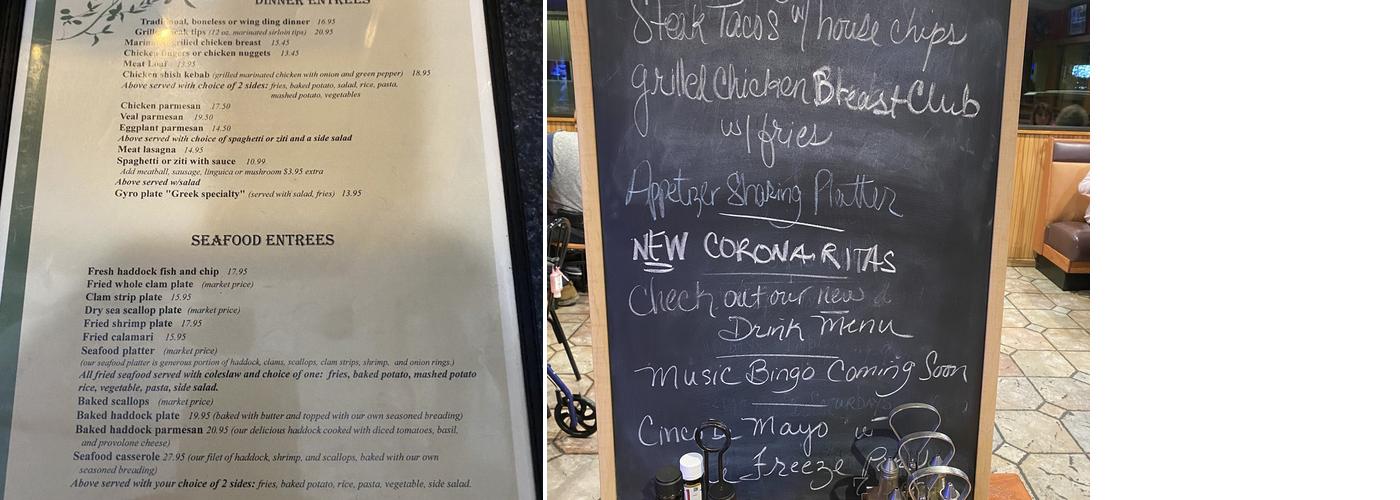 DINNER ENTREES
Traditional, boneless or wing ding dinner 16.95
Grilled steak tips (12 oz. marinated sirloin tips) 20.95
Marinated grilled chicken breast 15.45
Chicken fingers or chicken nuggets 13.45
Meat Loaf 13.95
Chicken shish kebab (grilled marinated chicken with onion and green pepper) 18.95
Above served with choice of 2 sides: fries, baked potato, salad, rice, pasta,
mashed potato, vegetables
Chicken parmesan 17.50
Veal parmesan 19.50
Eggplant parmesan 14.50
Above served with choice of spaghetti or ziti and a side salad
Meat lasagna 14.95
Spaghetti or ziti with sauce 10.99
Add meatball, sausage, linguica or mushroom $3.95 extra
Above served w/salad
Gyro plate "Greek specialty" (served with salad, fries) 13.95
SEAFOOD ENTREES
Fresh haddock fish and chip 17.95
Fried whole clam plate (market price)
Clam strip plate 15.95
Dry sea scallop plate (market price)
Fried shrimp plate 17.95
Fried calamari 15.95
Seafood platter (market price)
(our seafood platter is generous portion of haddock, clams, scallops, clam strips, shrimp, and onion rings.)
All fried seafood served with coleslaw and choice of one: fries, baked potato, mashed potato
rice, vegetable, pasta, side salad.
Baked scallops (market price)
Baked haddock plate 19.95 (baked with butter and topped with our own seasoned breading)
Baked haddock parmesan 20.95 (our delicious haddock cooked with diced tomatoes, basil,
and provolone cheese)
Seafood casserole 27.95 (our filet of haddock, shrimp, and scallops, baked with our own
seasoned breading)
Above served with your choice of 2 sides: fries, baked potato, rice, pasta, vegetable, side salad.
Steak Tacos w/ house chips
grilled Chicken Breast Club
w/ fries
Appetizer Sharing Platter
NEW CORONA.RITAS
Check out our new
Drink Menu
Music Bingo Coming Soon
Mayo
Freeze